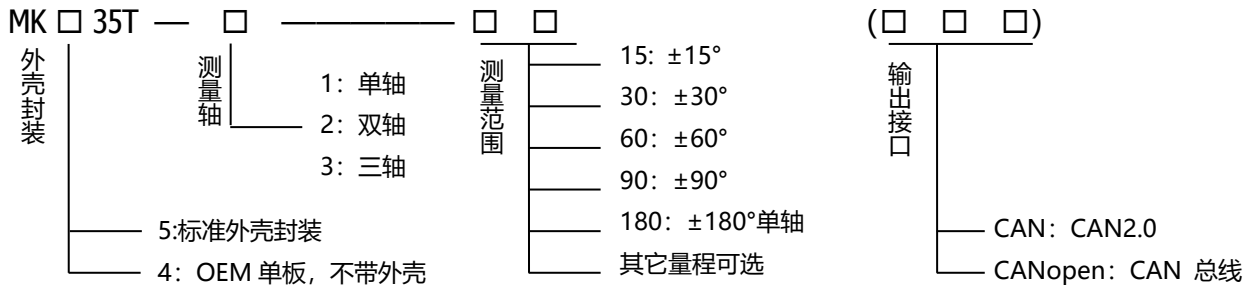 MK □ 35T — □ ————— □ □ (□ □ □)
外壳封装
测量轴
1：单轴
2：双轴
3：三轴
测量范围
15: ±15°
30：±30°
60：±60°
90：±90°
180：±180°单轴
其它量程可选
输出接口
5:标准外壳封装
4：OEM 单板，不带外壳
CAN：CAN2.0
CANopen：CAN 总线